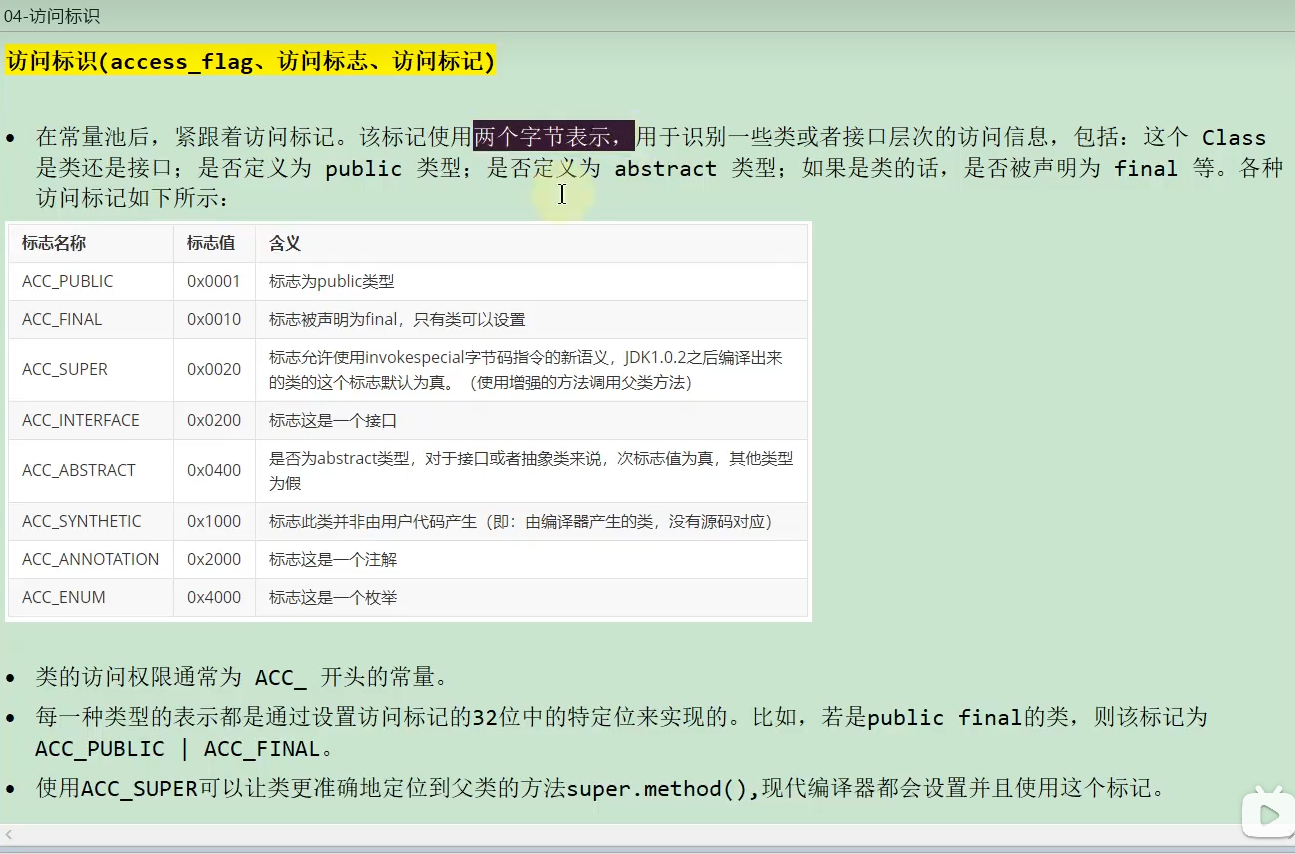 04-访问标识
访问标识(access_flag、访问标志、访问标记)
• 在常量池后，紧跟着访问标记。该标记使用两个字节表示，用于识别一些类或者接口层次的访问信息，包括：这个 Class
是类还是接口；是否定义为 public 类型；是否定义为 abstract 类型；如果是类的话，是否被声明为 final 等。各种
访问标记如下所示：
标志名称 标志值 含义
ACC_PUBLIC 0x0001 标志为public类型
ACC_FINAL 0x0010 标志被声明为final，只有类可以设置
ACC_SUPER 0x0020 标志允许使用invokespecial字节码指令的新语义，JDK1.0.2之后编译出来
的类的这个标志默认为真。（使用增强的方法调用父类方法）
ACC_INTERFACE 0x0200 标志这是一个接口
ACC_ABSTRACT 0x0400 是否为abstract类型，对于接口或者抽象类来说，次标志值为真，其他类型
为假
ACC_SYNTHETIC 0x1000 标志此类并非由用户代码产生（即：由编译器产生的类，没有源码对应）
ACC_ANNOTATION 0x2000 标志这是一个注解
ACC_ENUM 0x4000 标志这是一个枚举
• 类的访问权限通常为 ACC_ 开头的常量。
• 每一种类型的表示都是通过设置访问标记的32位中的特定位来实现的。比如，若是public final的类，则该标记为
ACC_PUBLIC | ACC_FINAL。
• 使用ACC_SUPER可以让类更准确地定位到父类的方法super.method(),现代编译器都会设置并且使用这个标记。